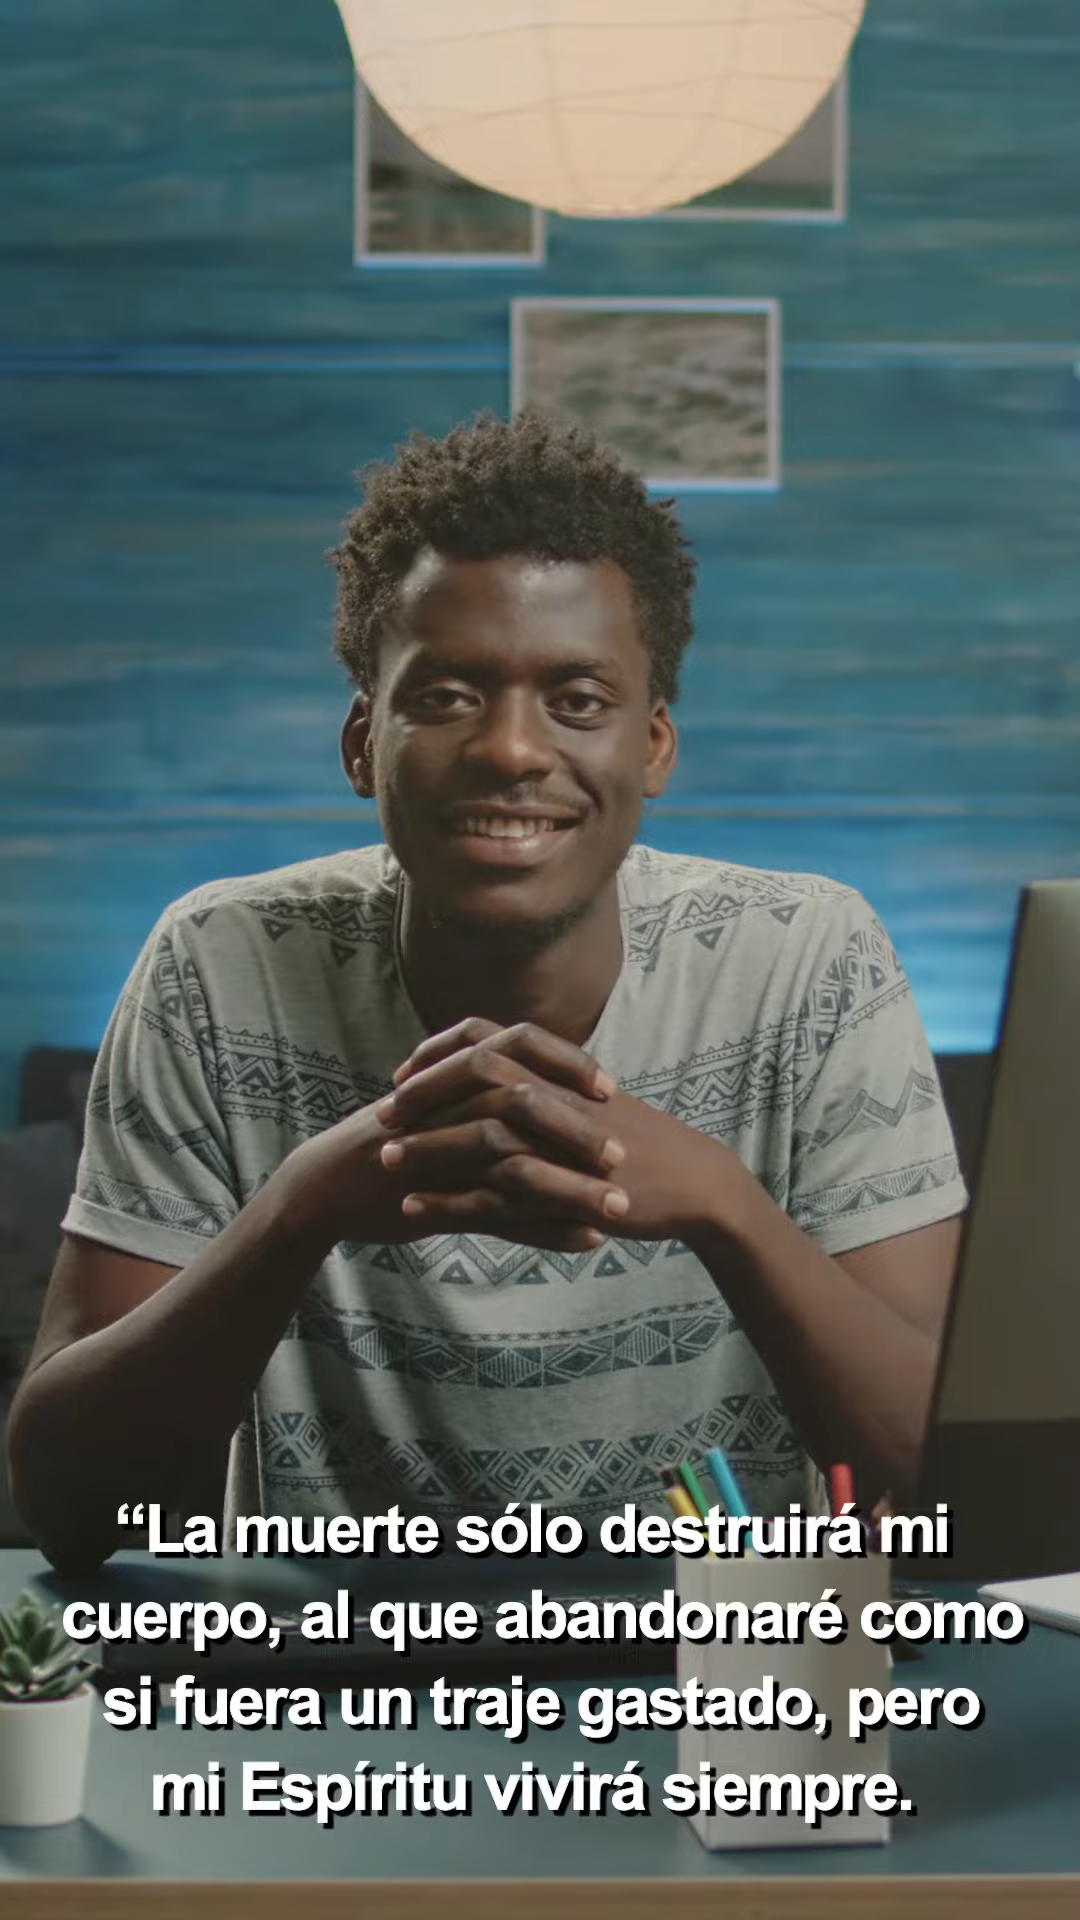 “La muerte sólo destruirá mi
cuerpo, al que abandonaré como
si fuera un traje gastado, pero
mi Espíritu vivirá siempre.